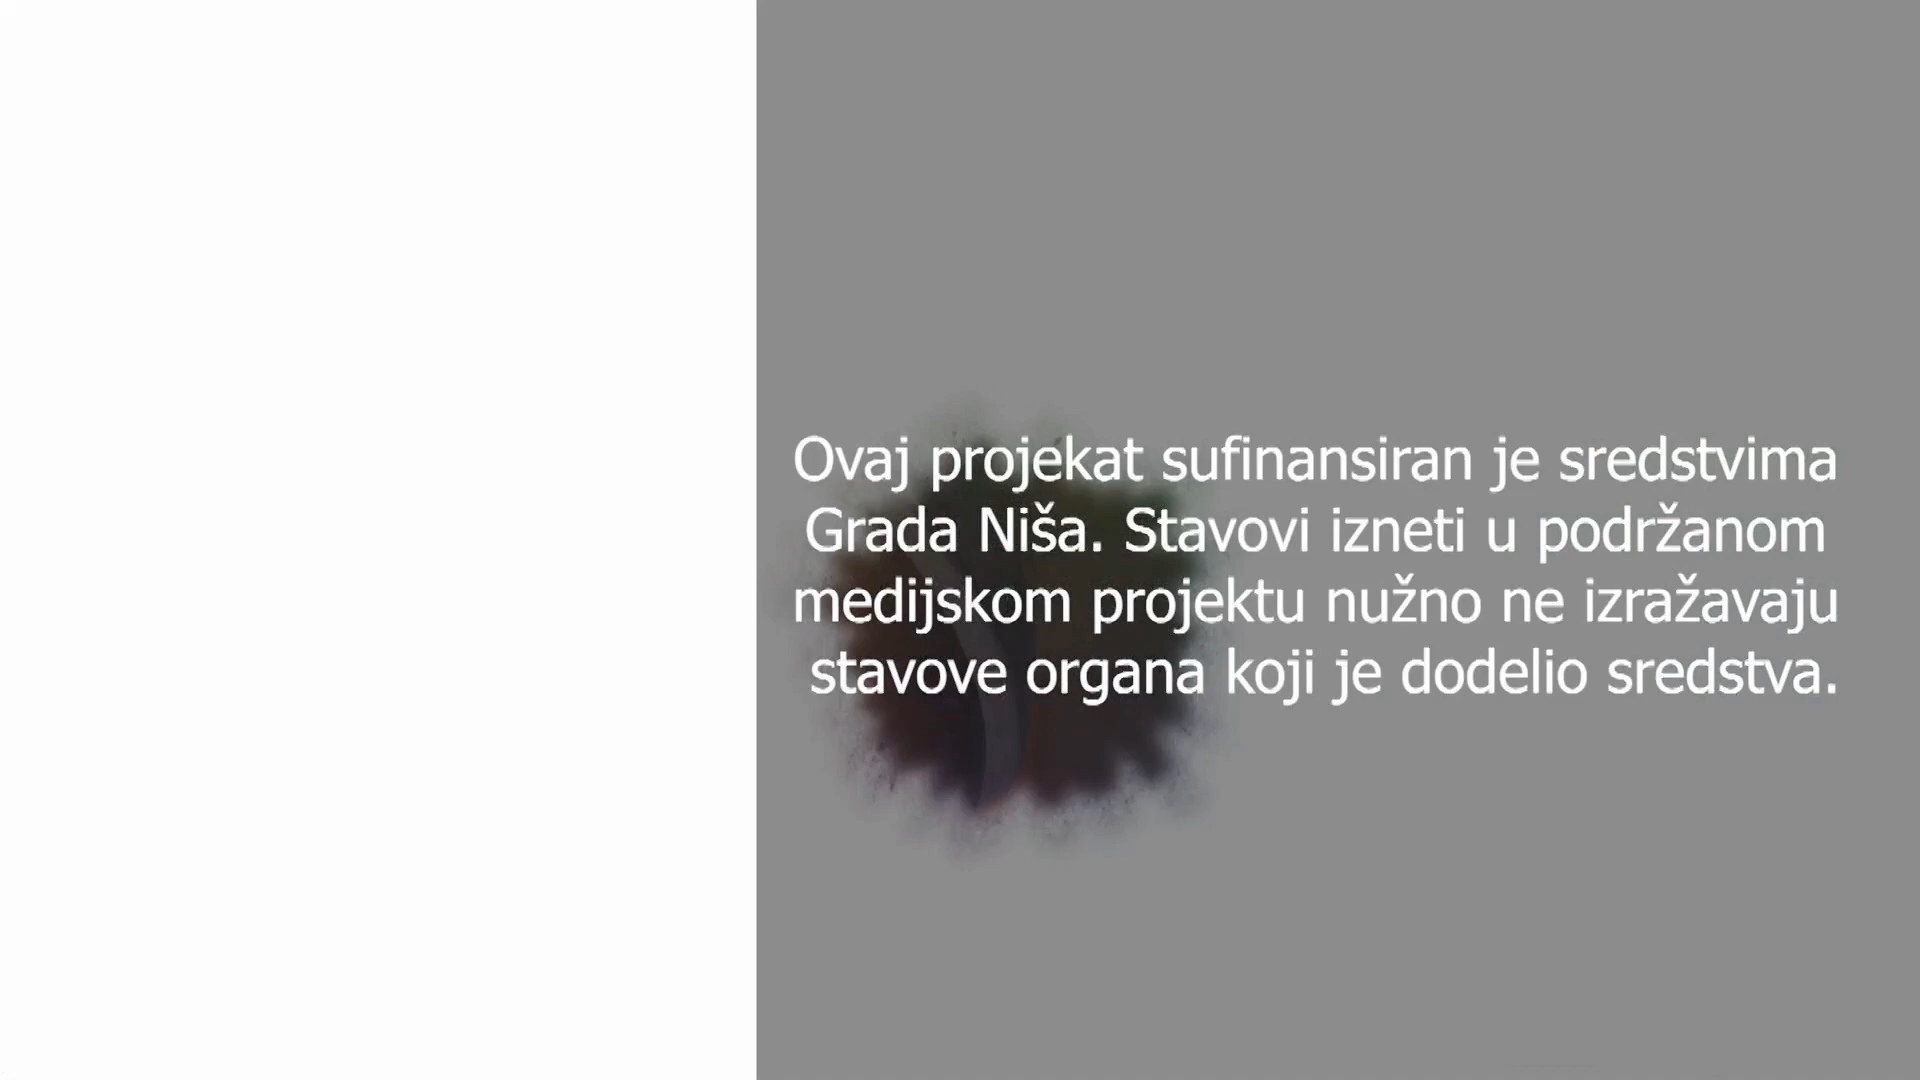 Ovaj projekat sufinansiran je sredstvima
Grada Niša. Stavovi izneti u podržanom
medijskom projektu nužno ne izražavaju
stavove organa koji je dodelio sredstva.